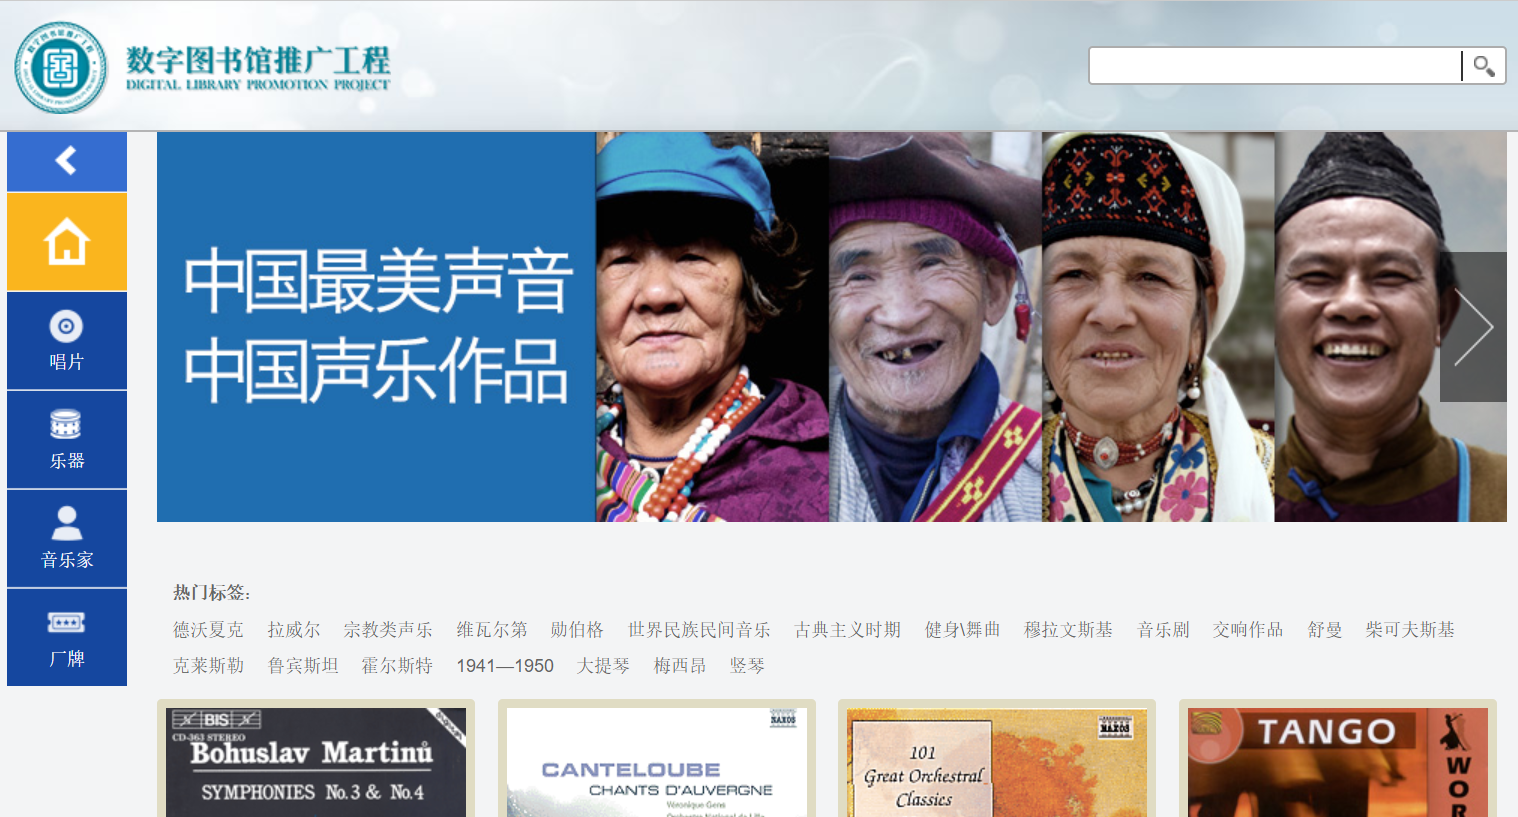 数字图书馆推广工程
DIGITAL LIBRARY PROMOTION PROJECT
唱片
乐器
音乐家
厂牌
中国最美声音
中国声乐作品
热门标签:
德沃夏克 拉威尔 宗教类声乐 维瓦尔第 勋伯格 世界民族民间音乐 古典主义时期 健身\舞曲 穆拉文斯基 音乐剧 交响作品 舒曼 柴可夫斯基
克莱斯勒 鲁宾斯坦 霍尔斯特 1941—1950 大提琴 梅西昂 竖琴
BIS
CD-363 STEREO
Bohuslav Martinů
SYMPHONIES No.3 & No.4
NAXOS
CANTELOUBE
CHANTS D'AUVERGNE
Véronique Gens
Orchestre National de Lille
NAXOS
101
Great Orchestral
Classics
TANGO
WOR